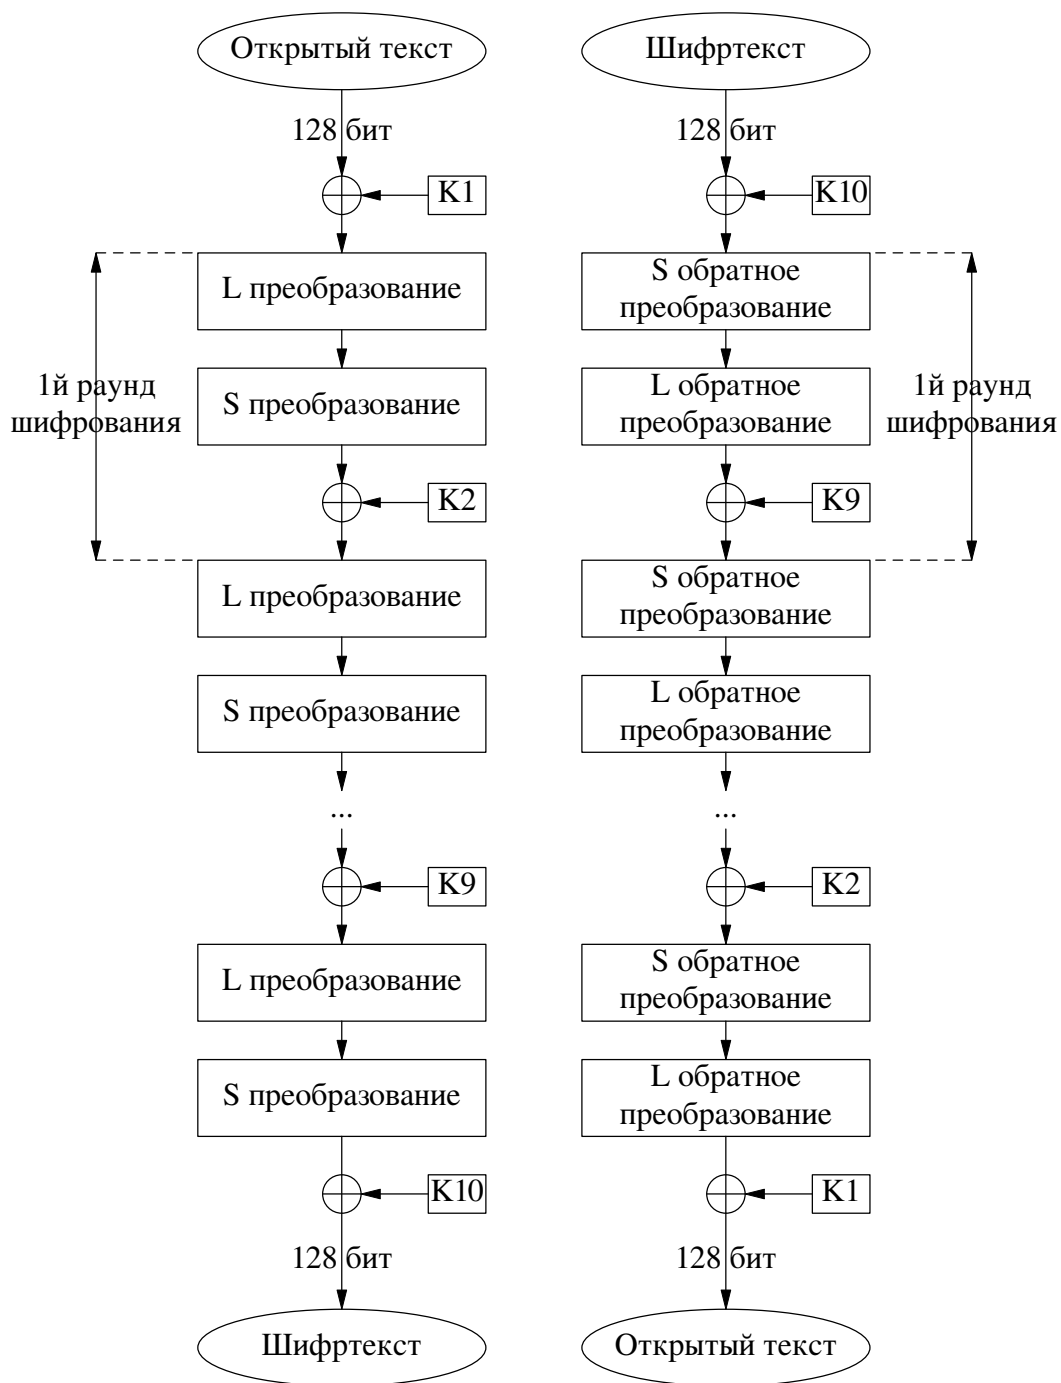 Открытый текст
128 бит
K1
L преобразование
1й раунд
шифрования
S преобразование
K2
L преобразование
S преобразование
...
K9
L преобразование
S преобразование
K10
128 бит
Шифртекст
Шифртекст
128 бит
K10
S обратное
преобразование
L обратное
преобразование
1й раунд
шифрования
K9
S обратное
преобразование
L обратное
преобразование
...
K2
S обратное
преобразование
L обратное
преобразование
K1
128 бит
Открытый текст